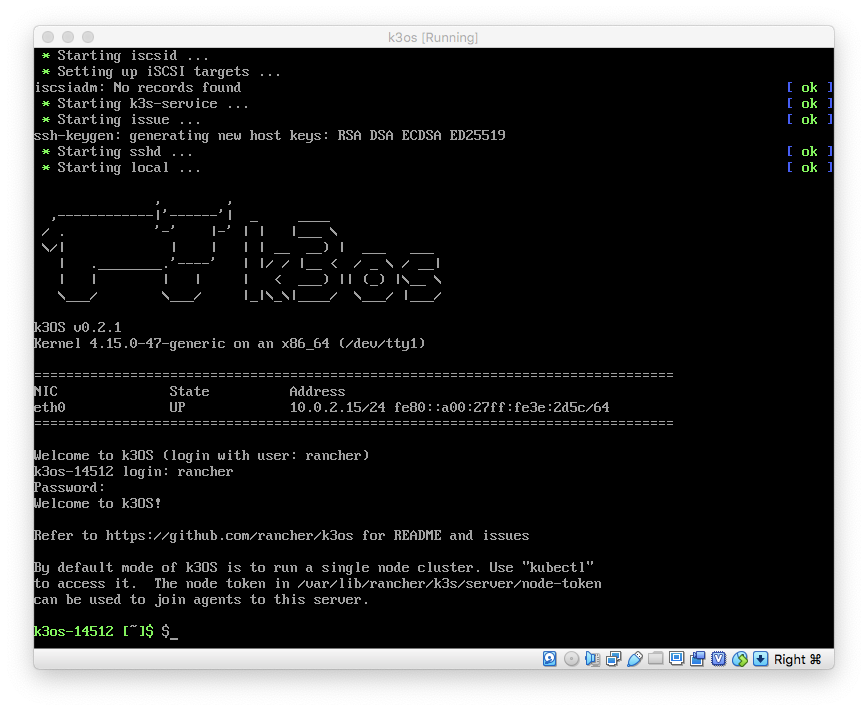 k3os [Running]
* Starting iscsid ...
* Setting up iSCSI targets ...
iscsiadm: No records found [ ok ]
* Starting k3s-service ... [ ok ]
* Starting issue ... [ ok ]
ssh-keygen: generating new host keys: RSA DSA ECDSA ED25519
* Starting sshd ... [ ok ]
* Starting local ... [ ok ]
k3os
k3OS v0.2.1
Kernel 4.15.0-47-generic on an x86_64 (/dev/tty1)
================================================================================
NIC State Address
eth0 UP 10.0.2.15/24 fe80::a00:27ff:fe3e:2d5c/64
================================================================================
Welcome to k3OS (login with user: rancher)
k3os-14512 login: rancher
Password:
Welcome to k3OS!
Refer to https://github.com/rancher/k3os for README and issues
By default mode of k3OS is to run a single node cluster. Use "kubectl"
to access it.  The node token in /var/lib/rancher/k3s/server/node-token
can be used to join agents to this server.
k3os-14512 [~]$ $_
Right ⌘